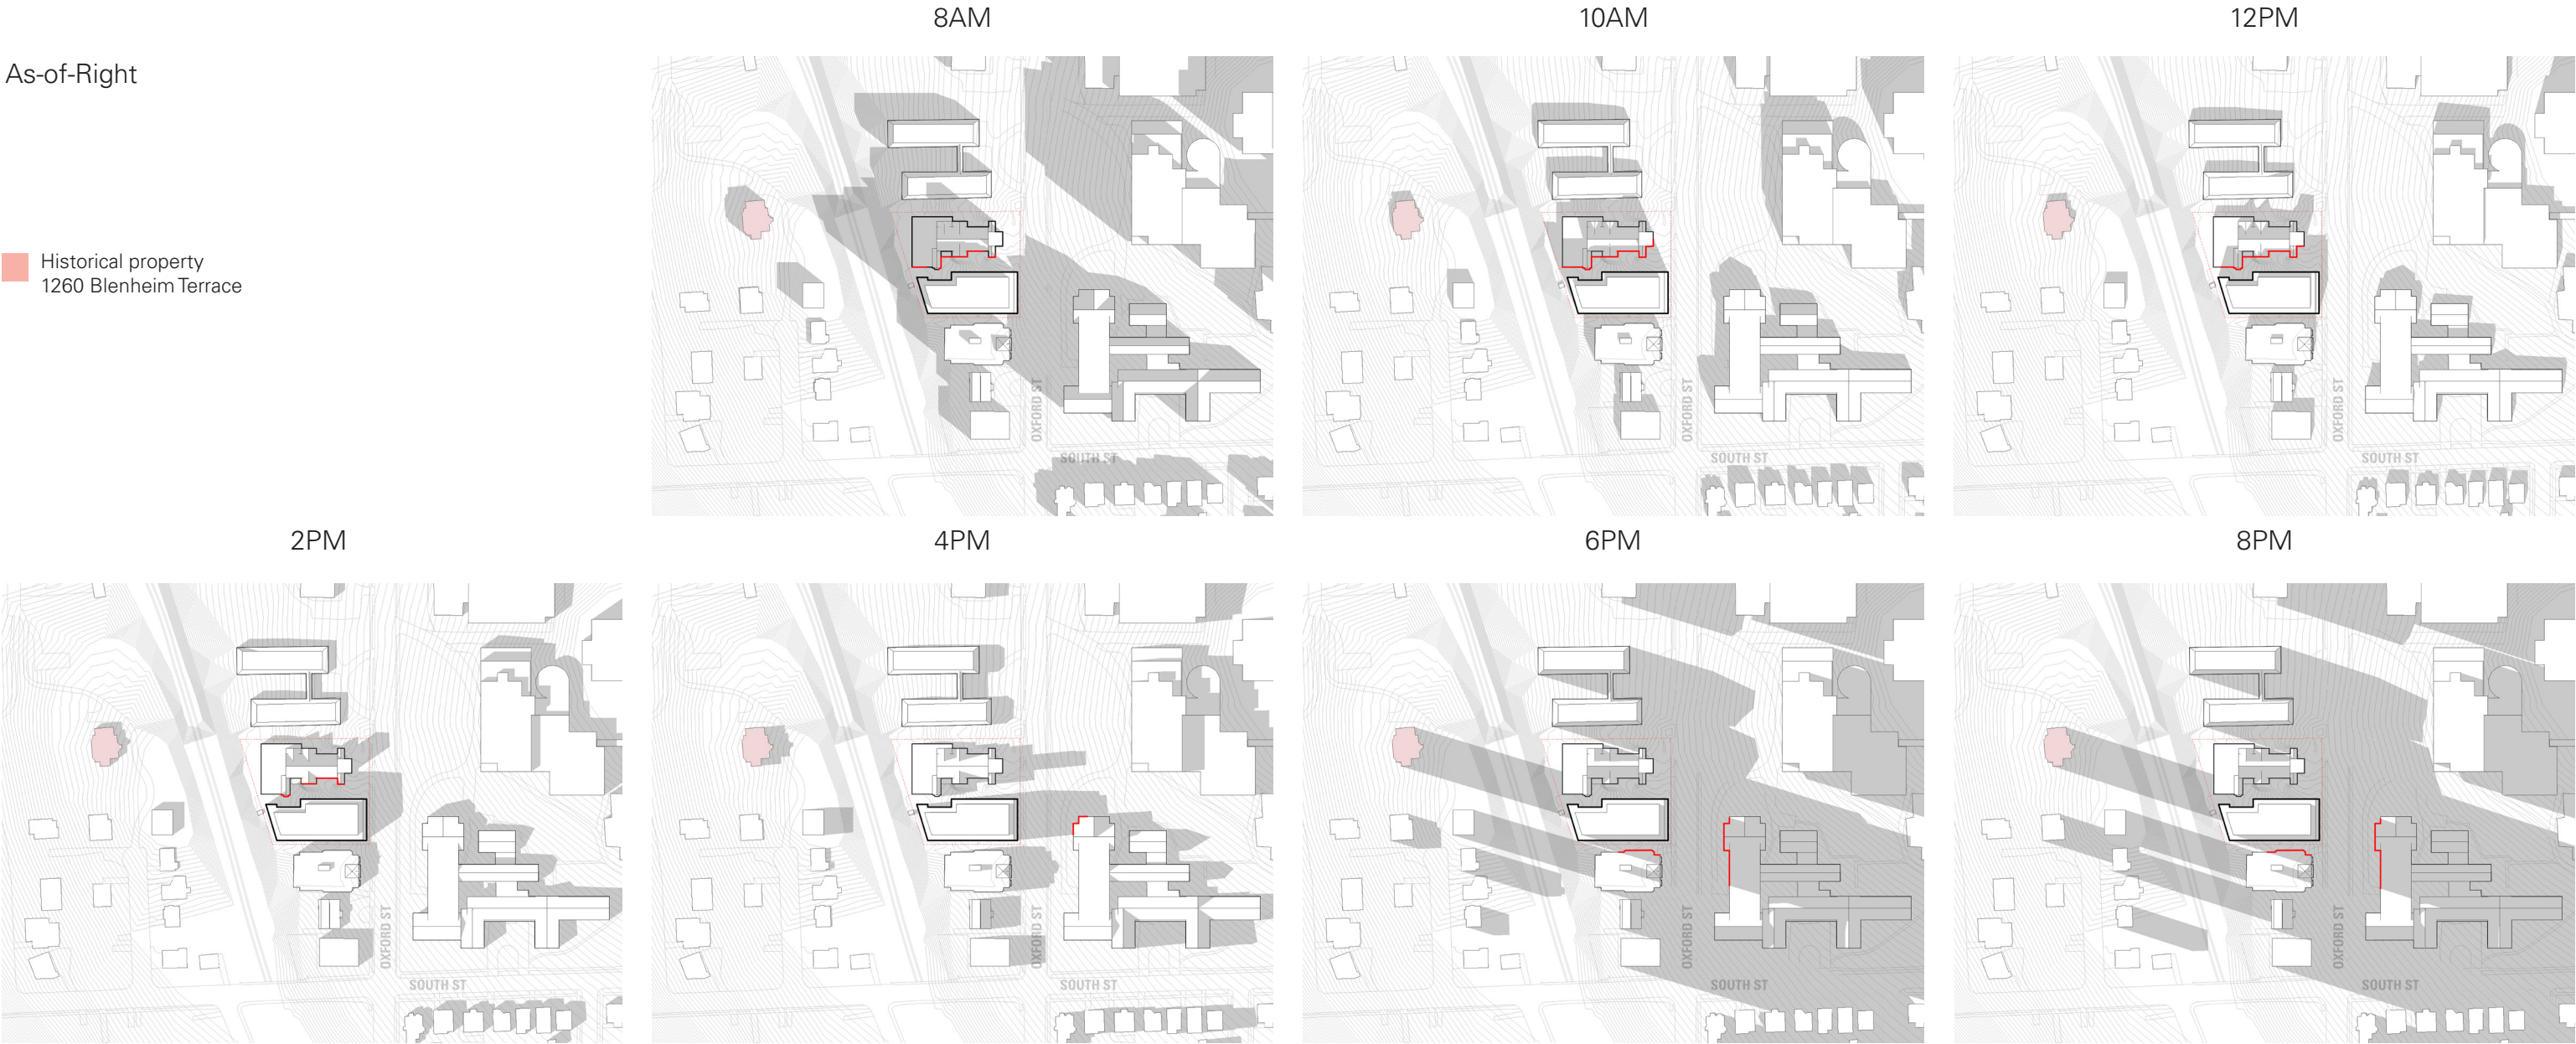 8AM
10AM
12PM
As-of-Right
Historical property
1260 Blenheim Terrace
OXFORD ST
SOUTH ST
OXFORD ST
SOUTH ST
OXFORD ST
SOUTH ST
2PM
4PM
6PM
8PM
OXFORD ST
SOUTH ST
OXFORD ST
SOUTH ST
OXFORD ST
SOUTH ST
OXFORD ST
SOUTH ST